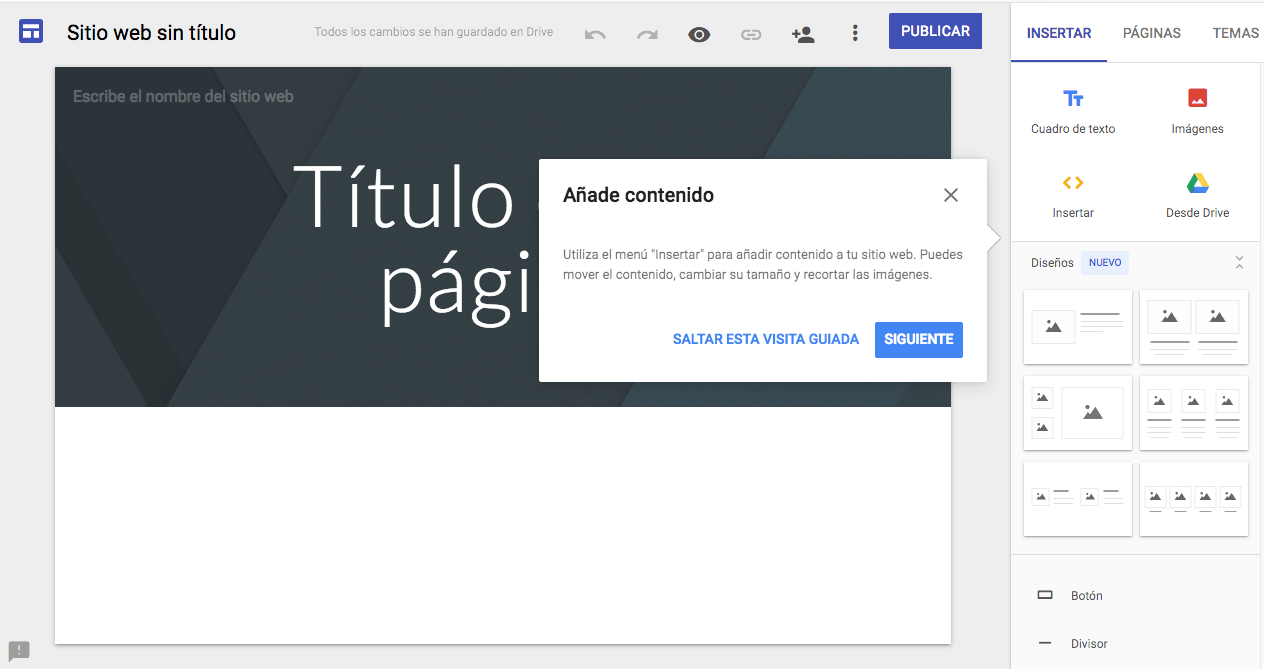 Sitio web sin título
Todos los cambios se han guardado en Drive
PUBLICAR
INSERTAR
PÁGINAS
TEMAS
Escribe el nombre del sitio web
Título
pági
Añade contenido
Utiliza el menú "Insertar" para añadir contenido a tu sitio web. Puedes
mover el contenido, cambiar su tamaño y recortar las imágenes.
SALTAR ESTA VISITA GUIADA
SIGUIENTE
Cuadro de texto
Imágenes
Insertar
Desde Drive
Diseños
NUEVO
Botón
Divisor